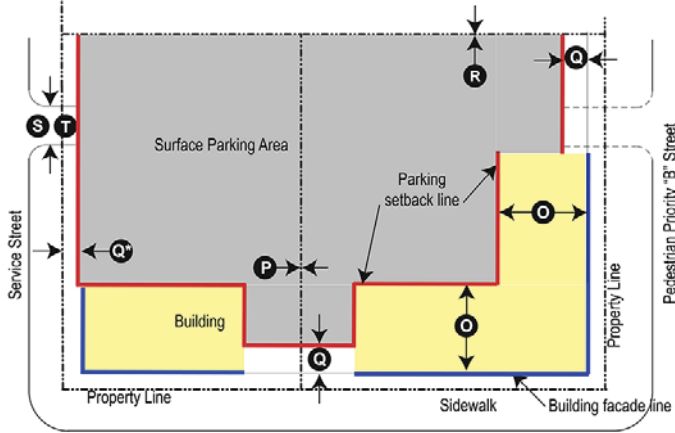 Q
R
S T
Surface Parking Area
Parking
setback line
O
Q*
P
Service Street
Pedestrian Priority "B" Street
Property Line
Building
O
Q
Property Line
Sidewalk
Building facade line